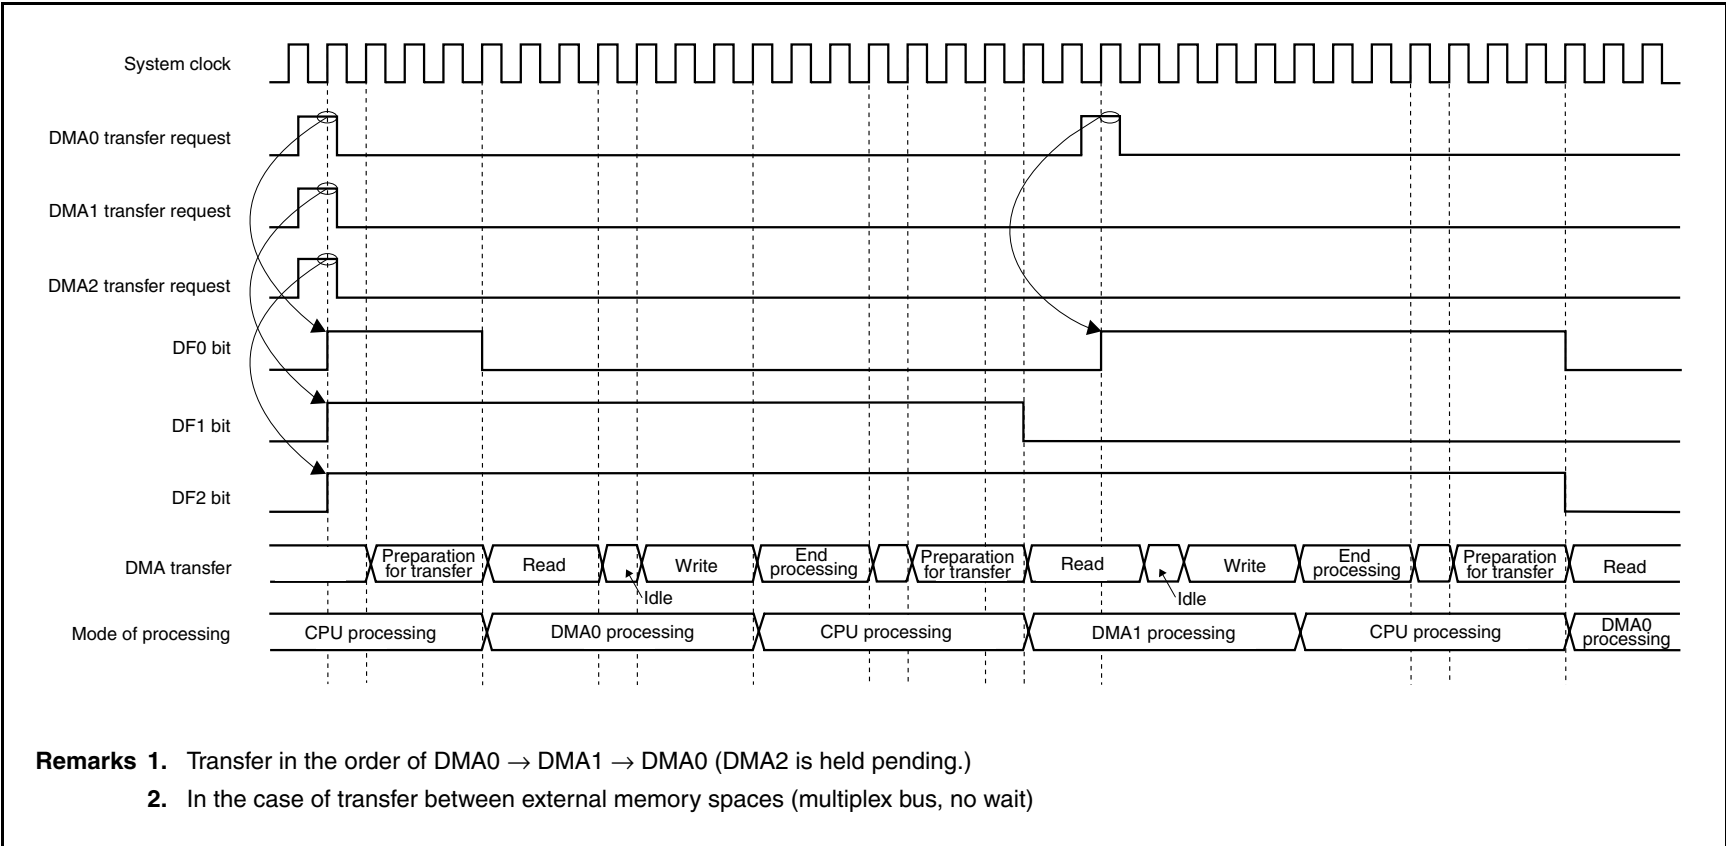 System clock
DMA0 transfer request
DMA1 transfer request
DMA2 transfer request
DF0 bit
DF1 bit
DF2 bit
DMA transfer
Preparation
for transfer
Read
Idle
Write
End
processing
Preparation
for transfer
Read
Idle
Write
End
processing
Preparation
for transfer
Read
Mode of processing
CPU processing
DMA0 processing
CPU processing
DMA1 processing
CPU processing
DMA0
processing
Remarks 1. Transfer in the order of DMA0 → DMA1 → DMA0 (DMA2 is held pending.)
2. In the case of transfer between external memory spaces (multiplex bus, no wait)